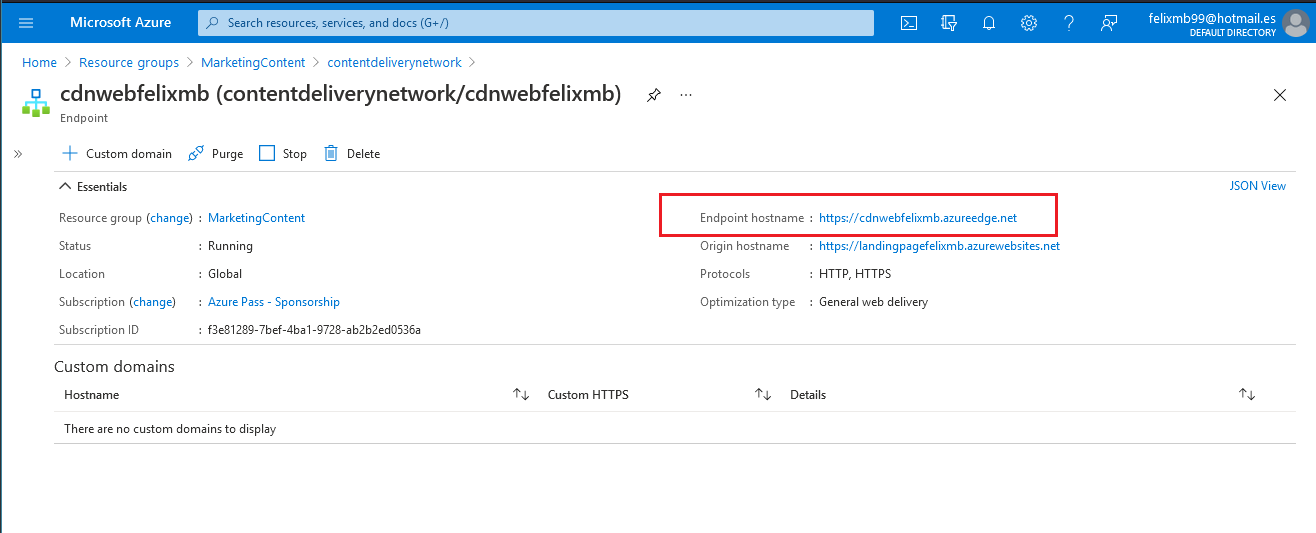 Microsoft Azure
Search resources, services, and docs (G+/)
felixmb99@hotmail.es
DEFAULT DIRECTORY
Home > Resource groups > MarketingContent > contentdeliverynetwork >
cdnwebfelixmb (contentdeliverynetwork/cdnwebfelixmb)
...
Endpoint
» + Custom domain Purge Stop Delete
Essentials JSON View
Resource group (change) : MarketingContent Endpoint hostname : https://cdnwebfelixmb.azureedge.net
Status : Running Origin hostname : https://landingpagefelixmb.azurewebsites.net
Location : Global Protocols : HTTP, HTTPS
Subscription (change) : Azure Pass - Sponsorship Optimization type : General web delivery
Subscription ID : f3e81289-7bef-4ba1-9728-ab2b2ed0536a
Custom domains
Hostname ↑↓ Custom HTTPS ↑↓ Details ↑↓
There are no custom domains to display